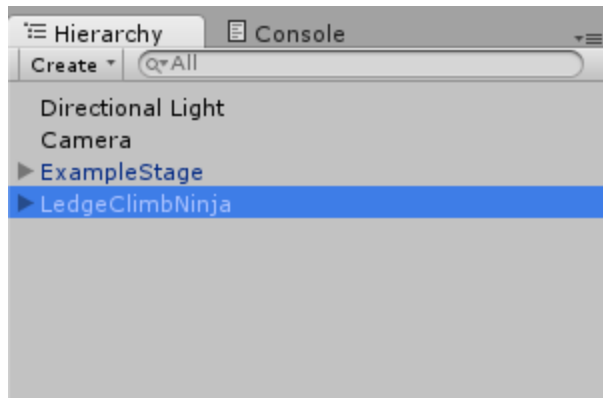 Hierarchy Console
Create All
Directional Light
Camera
ExampleStage
LedgeClimbNinja